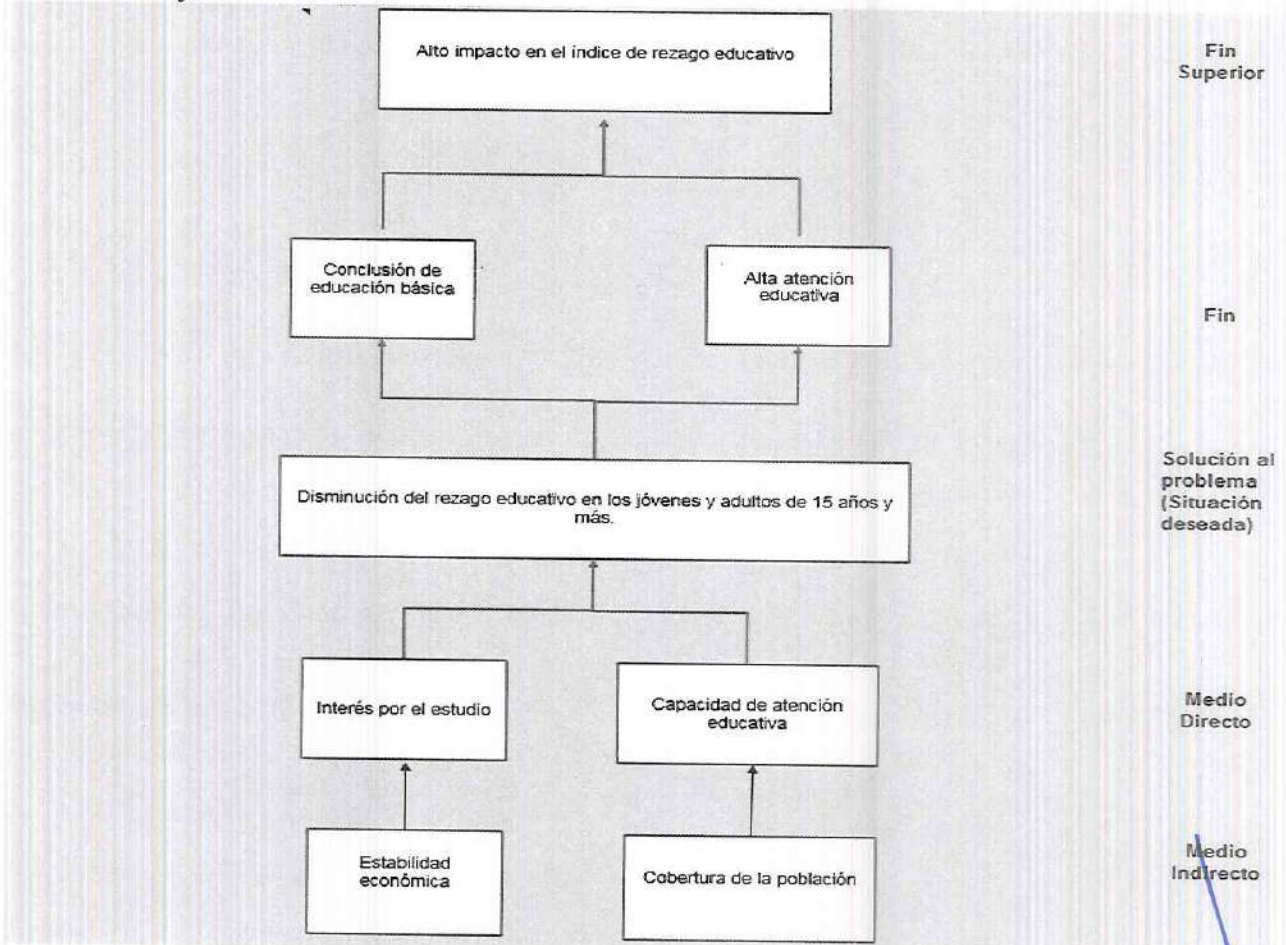 Alto impacto en el índice de rezago educativo
Fin
Superior
Conclusión de
educación básica
Alta atención
educativa
Fin
Disminución del rezago educativo en los jóvenes y adultos de 15 años y
más.
Solución al
problema
(Situación
deseada)
Interés por el estudio
Capacidad de atención
educativa
Medio
Directo
Estabilidad
económica
Cobertura de la población
Medio
Indirecto